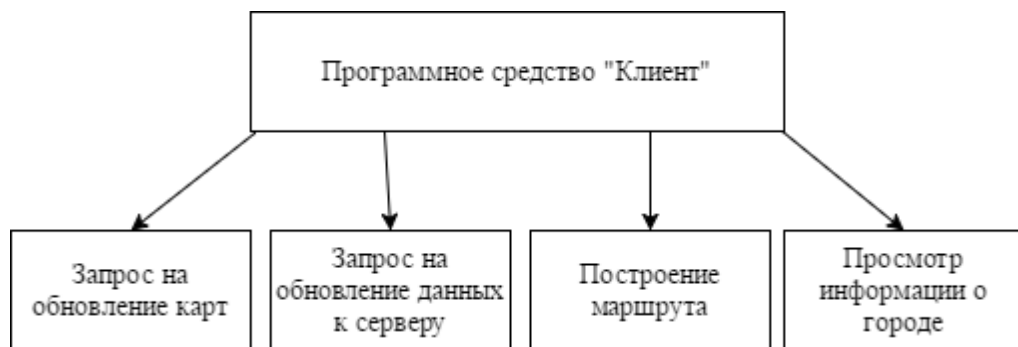 Программное средство "Клиент"
Запрос на
обновление карт
Запрос на
обновление данных
к серверу
Построение
маршрута
Просмотр
информации о
городе